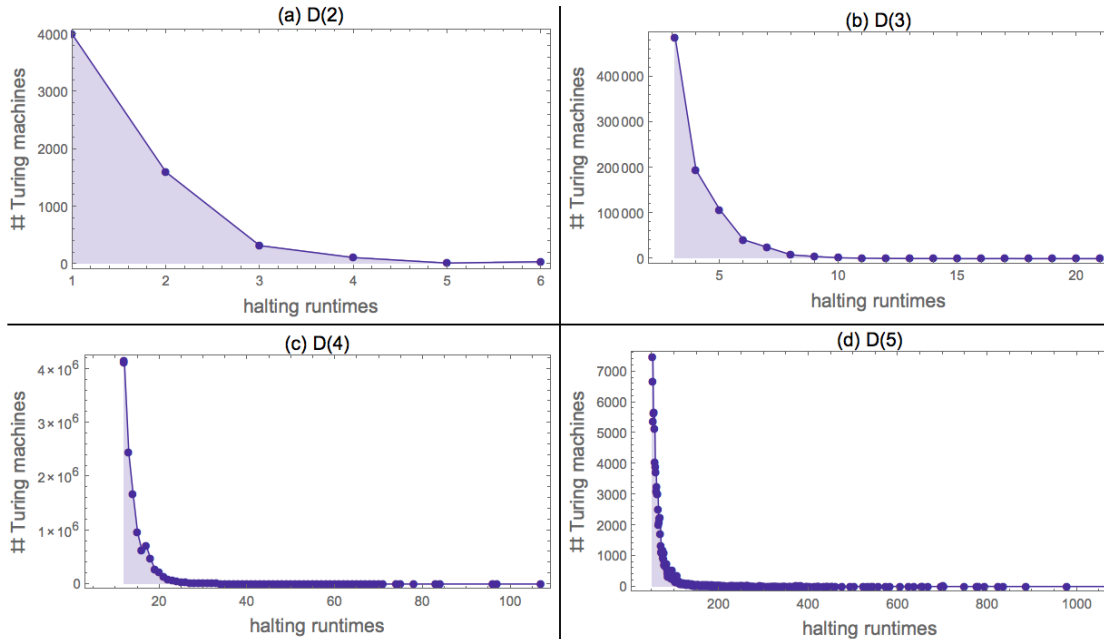 (a) D(2)
# Turing machines
4000
3000
2000
1000
0
1 2 3 4 5 6
halting runtimes
(b) D(3)
# Turing machines
400 000
300 000
200 000
100 000
0
5 10 15 20
halting runtimes
(c) D(4)
# Turing machines
4×10⁶
3×10⁶
2×10⁶
1×10⁶
0
20 40 60 80 100
halting runtimes
(d) D(5)
# Turing machines
7000
6000
5000
4000
3000
2000
1000
0
200 400 600 800 1000
halting runtimes